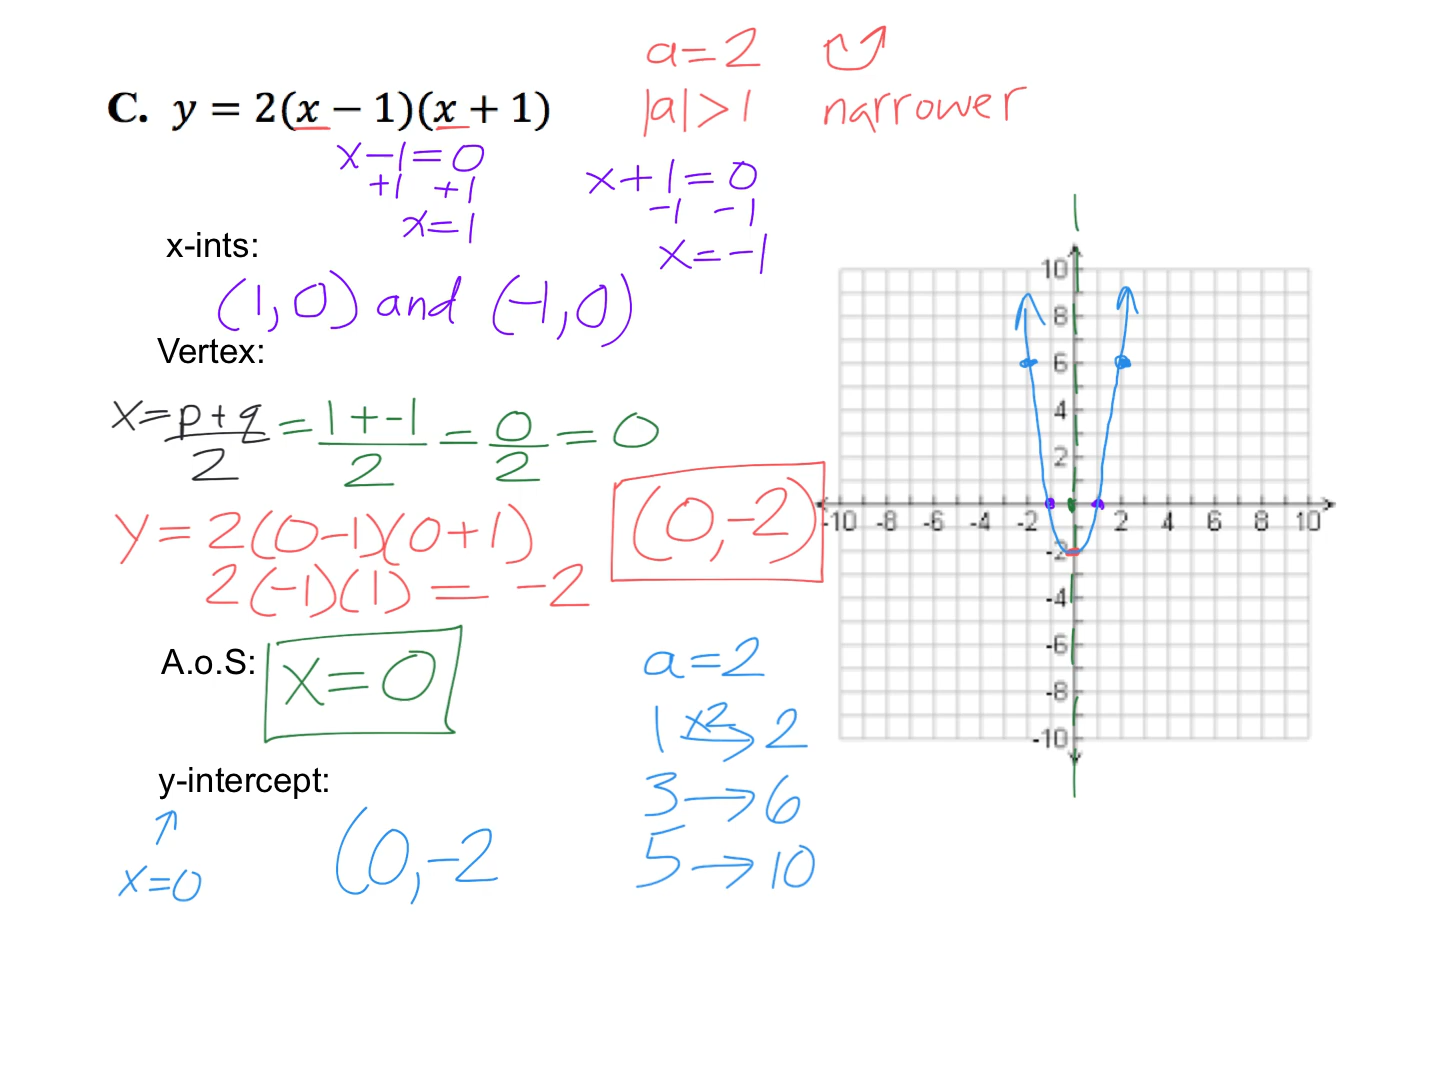 a=2
|a|>1 narrower
C. y = 2(x − 1)(x + 1)
x-1=0
+1 +1
x=1
x+1=0
-1 -1
x=-1
x-ints:
(1,0) and (-1,0)
Vertex:
x=p+q/2 = 1+-1/2 = 0/2 = 0
y=2(0-1)(0+1)
2(-1)(1) = -2
(0,-2)
A.o.S: x=0
y-intercept:
x=0
(0,-2
a=2
1 x2 2
3→6
5→10
10
8
6
4
2
-10 -8 -6 -4 -2 2 4 6 8 10
-2
-4
-6
-8
-10